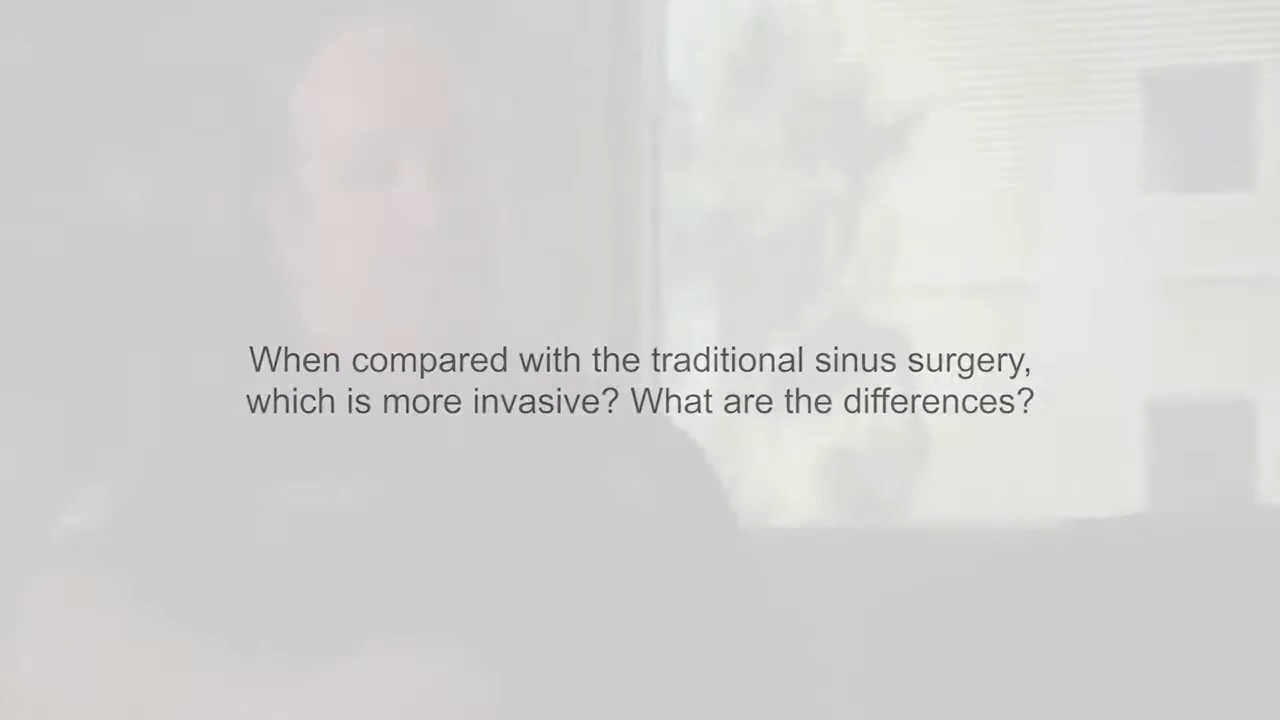 When compared with the traditional sinus surgery,
which is more invasive? What are the differences?